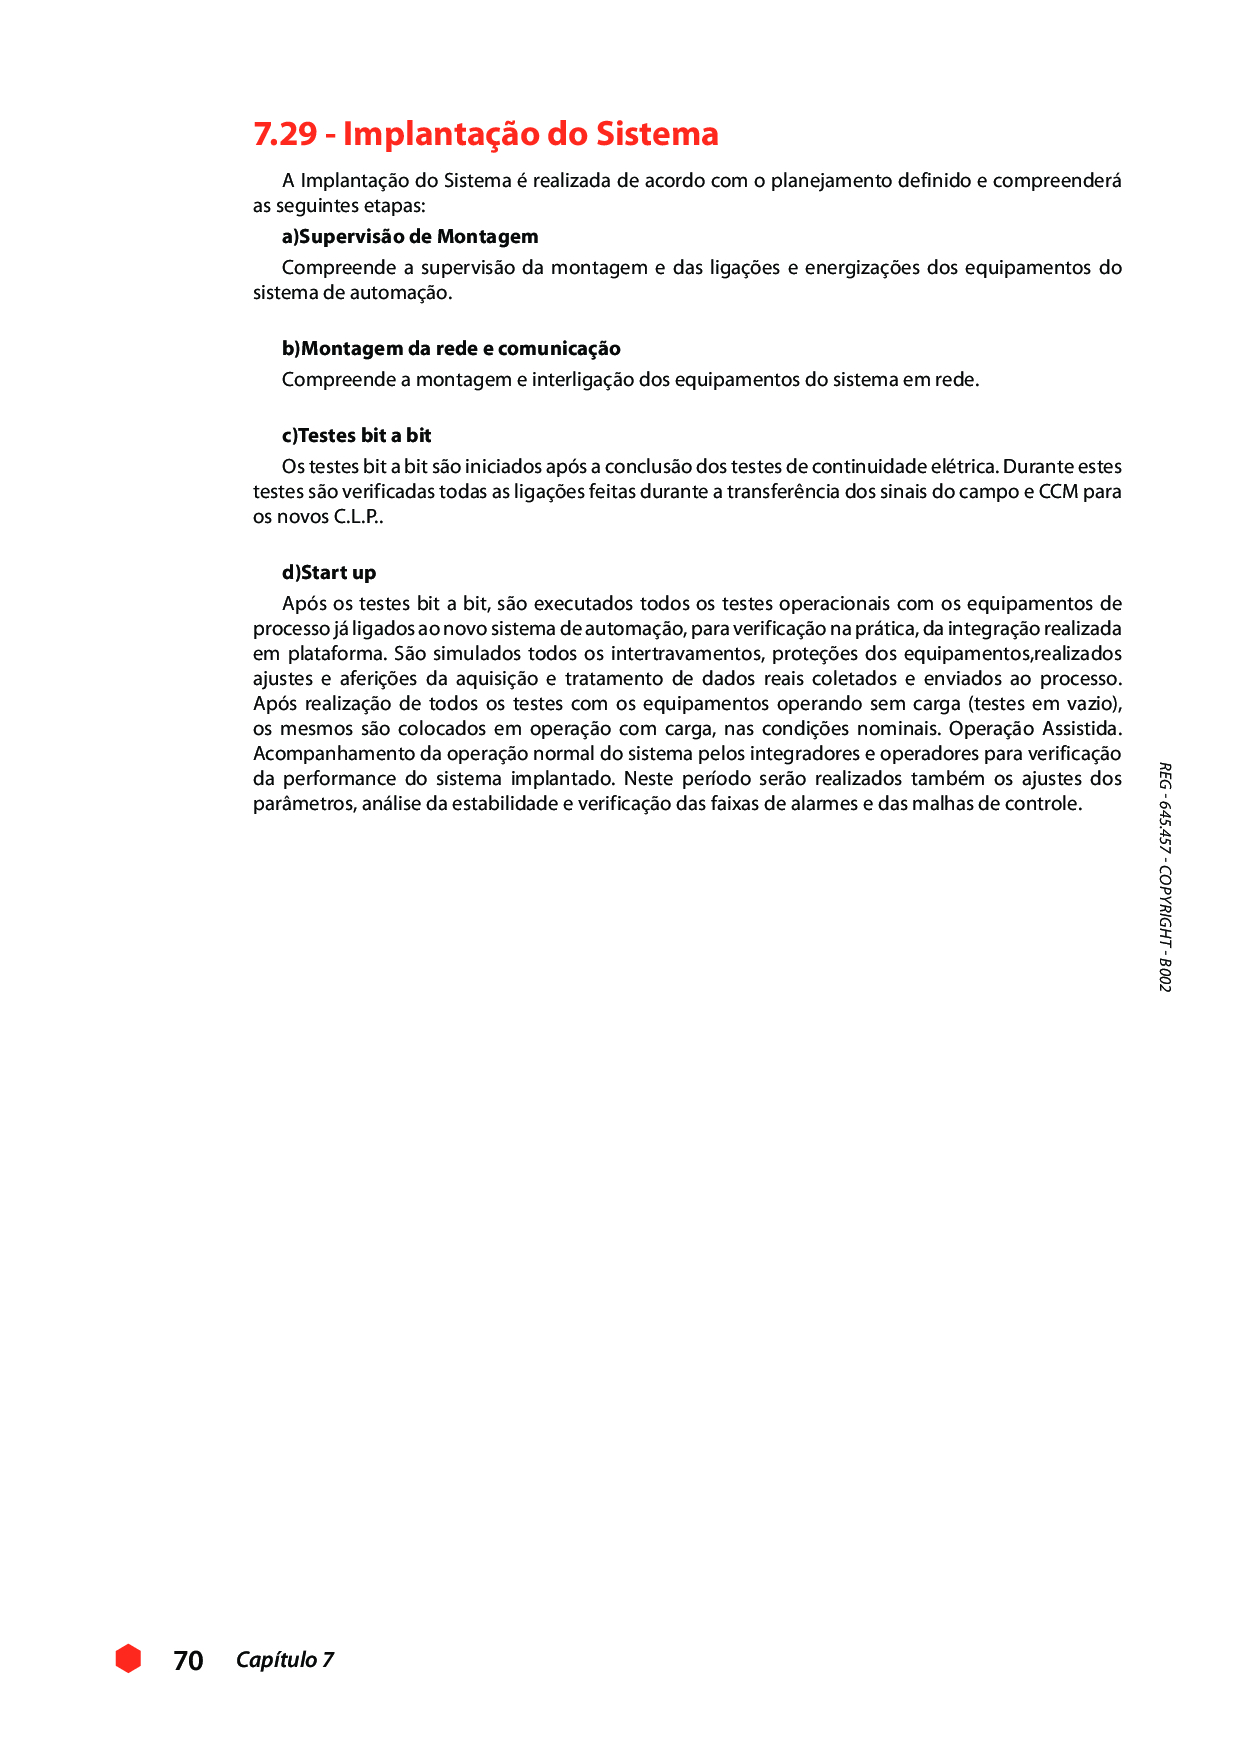 7.29 - Implantação do Sistema
A Implantação do Sistema é realizada de acordo com o planejamento definido e compreenderá
as seguintes etapas:
a)Supervisão de Montagem
Compreende a supervisão da montagem e das ligações e energizações dos equipamentos do
sistema de automação.
b)Montagem da rede e comunicação
Compreende a montagem e interligação dos equipamentos do sistema em rede.
c)Testes bit a bit
Os testes bit a bit são iniciados após a conclusão dos testes de continuidade elétrica. Durante estes
testes são verificadas todas as ligações feitas durante a transferência dos sinais do campo e CCM para
os novos C.L.P..
d)Start up
Após os testes bit a bit, são executados todos os testes operacionais com os equipamentos de
processo já ligados ao novo sistema de automação, para verificação na prática, da integração realizada
em plataforma. São simulados todos os intertravamentos, proteções dos equipamentos,realizados
ajustes e aferições da aquisição e tratamento de dados reais coletados e enviados ao processo.
Após realização de todos os testes com os equipamentos operando sem carga (testes em vazio),
os mesmos são colocados em operação com carga, nas condições nominais. Operação Assistida.
Acompanhamento da operação normal do sistema pelos integradores e operadores para verificação
da performance do sistema implantado. Neste período serão realizados também os ajustes dos
parâmetros, análise da estabilidade e verificação das faixas de alarmes e das malhas de controle.
REG - 645.457 - COPYRIGHT - B002
70 Capítulo 7